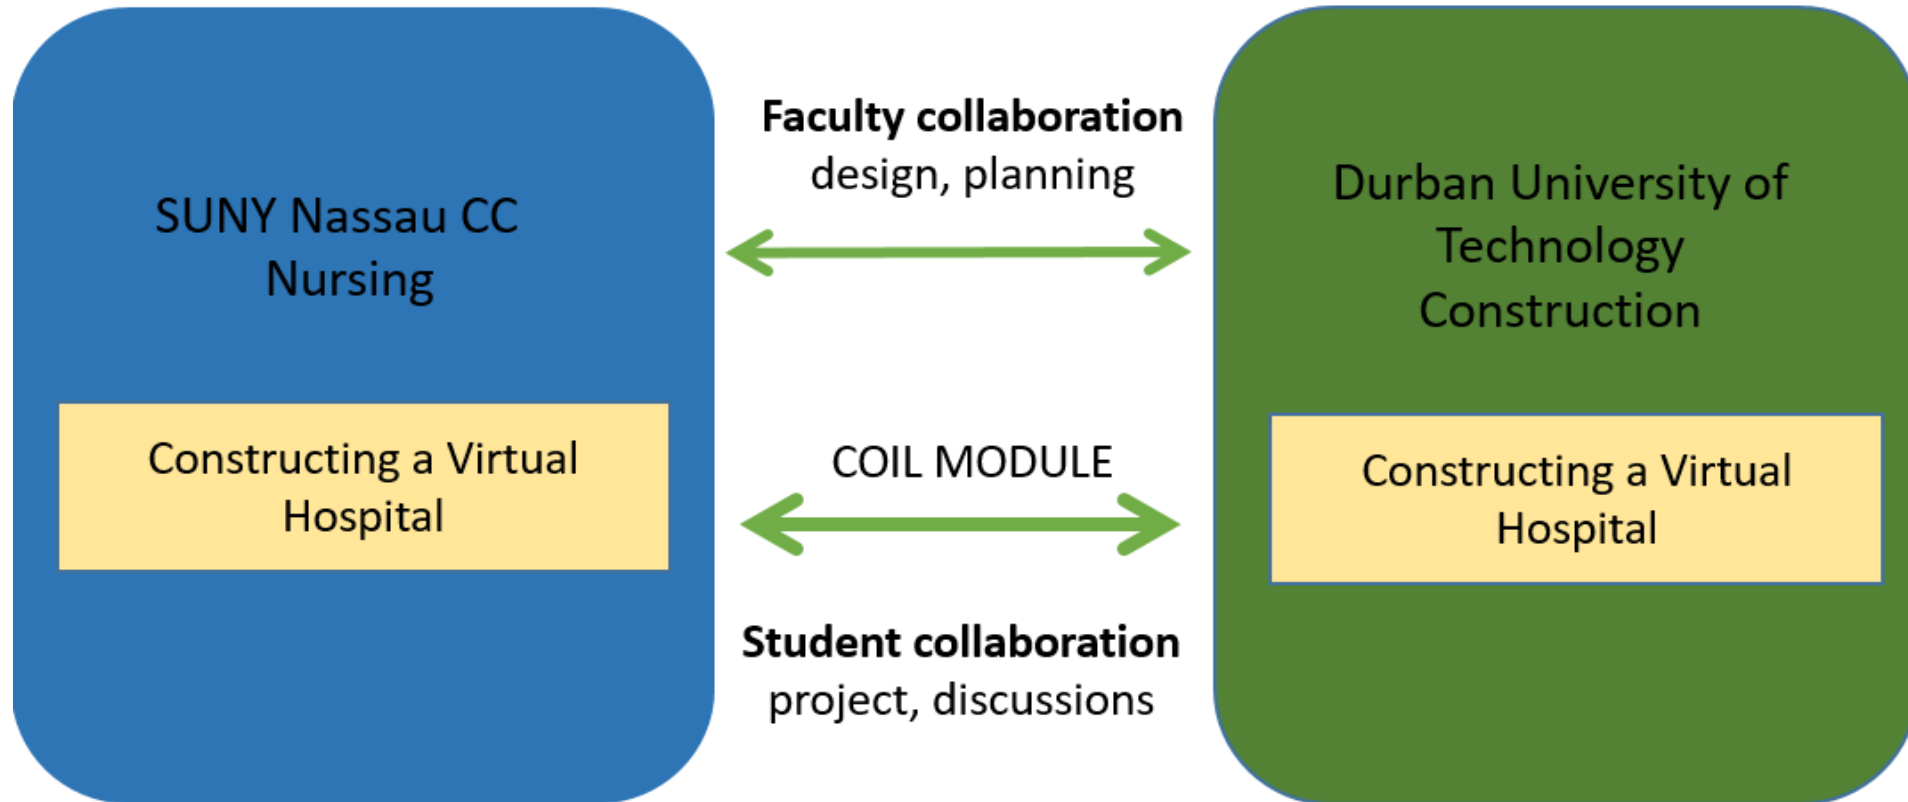 SUNY Nassau CC
Nursing
Constructing a Virtual
Hospital
Faculty collaboration
design, planning
COIL MODULE
Student collaboration
project, discussions
Durban University of
Technology
Construction
Constructing a Virtual
Hospital